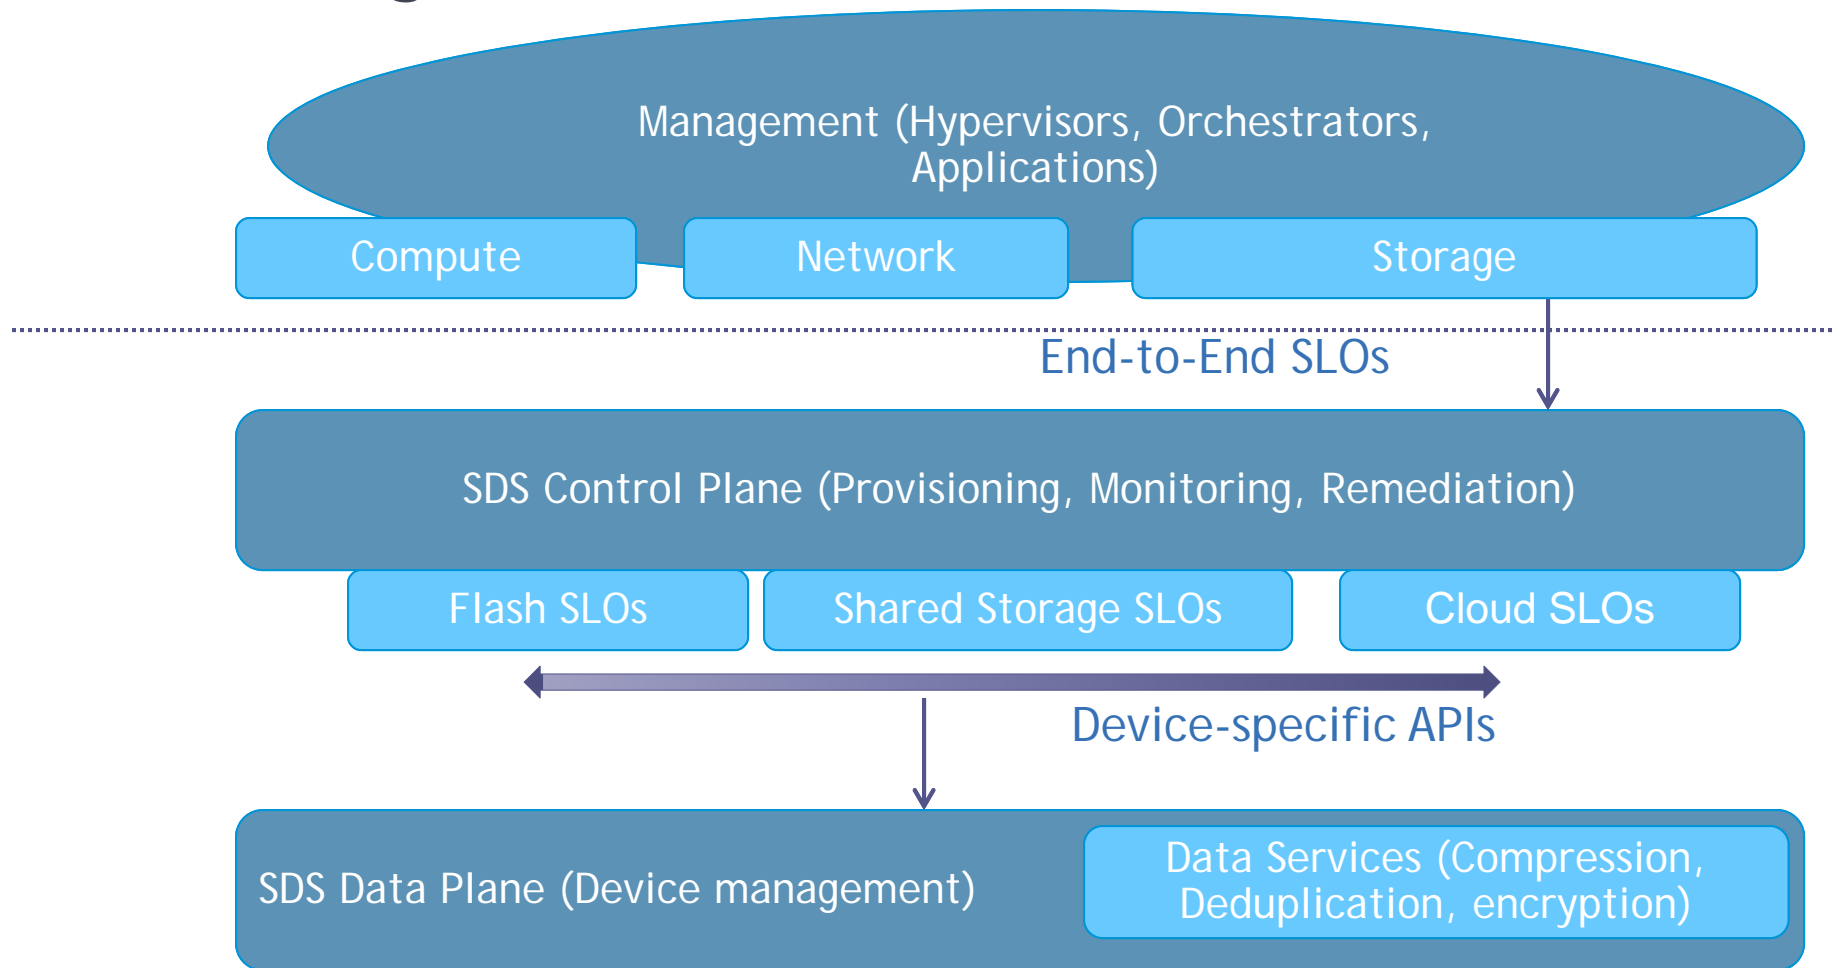 Management (Hypervisors, Orchestrators,
Applications)
Compute
Network
Storage
End-to-End SLOs
SDS Control Plane (Provisioning, Monitoring, Remediation)
Flash SLOs
Shared Storage SLOs
Cloud SLOs
Device-specific APIs
SDS Data Plane (Device management)
Data Services (Compression,
Deduplication, encryption)